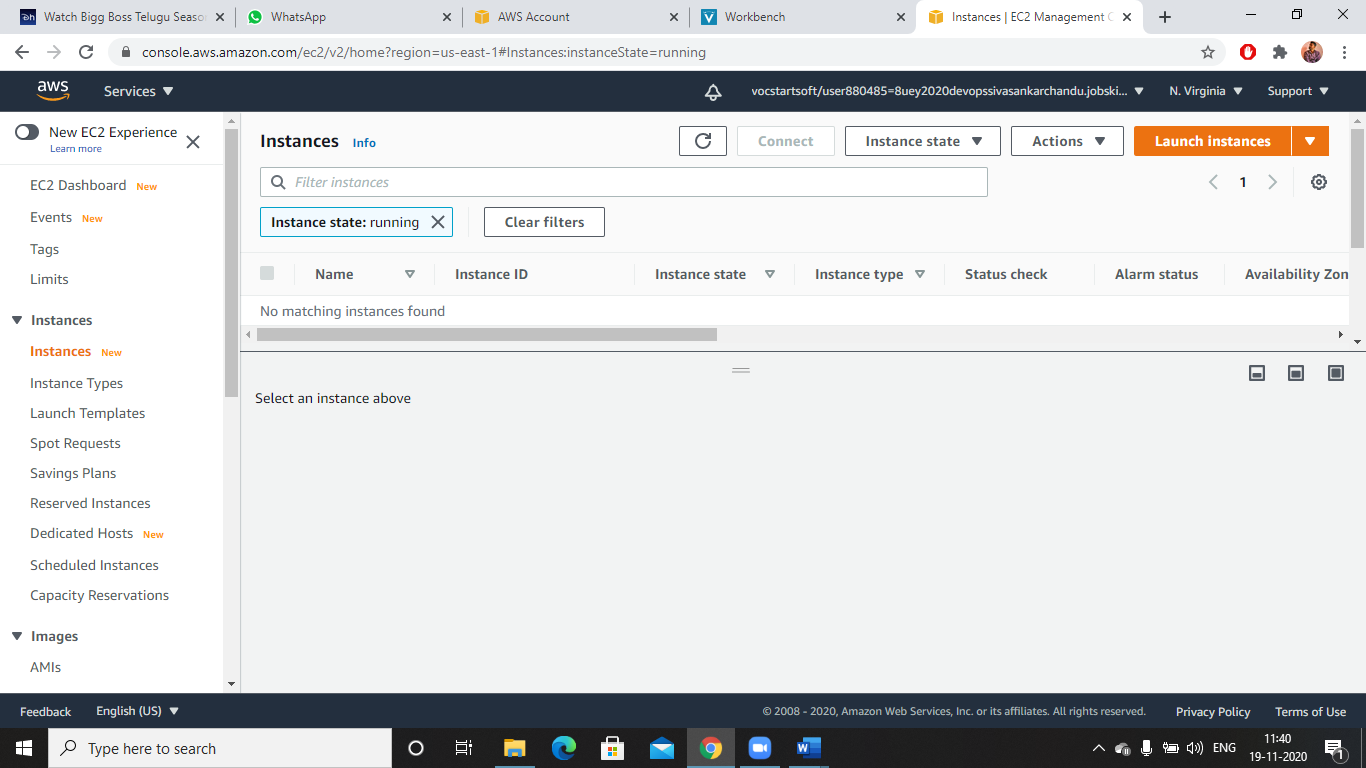 Watch Bigg Boss Telugu Seaso
WhatsApp
AWS Account
Workbench
Instances | EC2 Management C
console.aws.amazon.com/ec2/v2/home?region=us-east-1#Instances:instanceState=running
aws
Services
vocstartsoft/user880485=8uey2020devopssivasankarchandu.jobski...
N. Virginia
Support
New EC2 Experience
Learn more
EC2 Dashboard New
Events New
Tags
Limits
Instances
Instances New
Instance Types
Launch Templates
Spot Requests
Savings Plans
Reserved Instances
Dedicated Hosts New
Scheduled Instances
Capacity Reservations
Images
AMIs
Instances Info
Connect
Instance state
Actions
Launch instances
Filter instances
1
Instance state: running
Clear filters
Name
Instance ID
Instance state
Instance type
Status check
Alarm status
Availability Zon
No matching instances found
Select an instance above
Feedback
English (US)
© 2008 - 2020, Amazon Web Services, Inc. or its affiliates. All rights reserved.
Privacy Policy
Terms of Use
Type here to search
ENG
11:40
19-11-2020
1